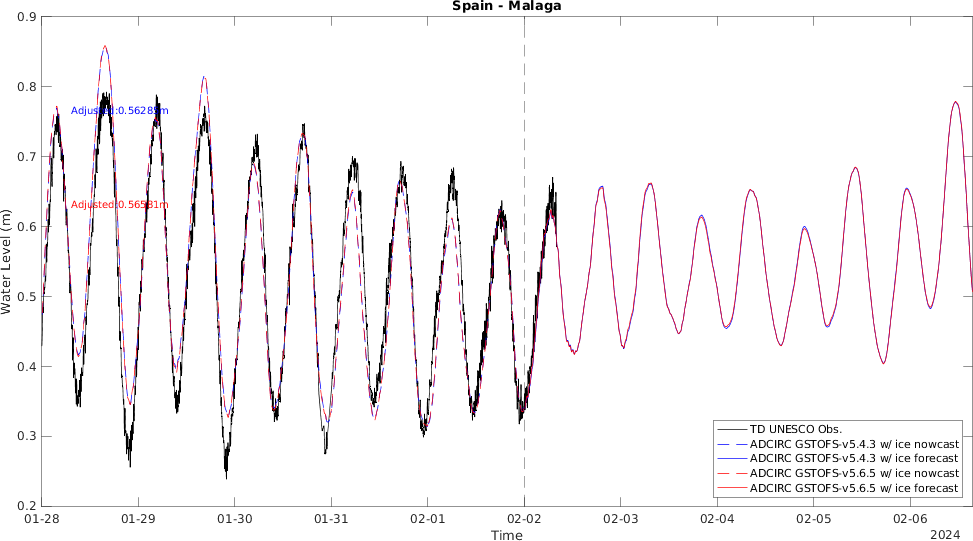 Spain - Malaga
0.9
0.8
0.7
0.6
0.5
0.4
0.3
0.2
Water Level (m)
Adjusted:0.56285m
Adjusted:0.56581m
TD UNESCO Obs.
ADCIRC GSTOFS-v5.4.3 w/ ice nowcast
ADCIRC GSTOFS-v5.4.3 w/ ice forecast
ADCIRC GSTOFS-v5.6.5 w/ ice nowcast
ADCIRC GSTOFS-v5.6.5 w/ ice forecast
01-28 01-29 01-30 01-31 02-01 02-02 02-03 02-04 02-05 02-06
Time
2024